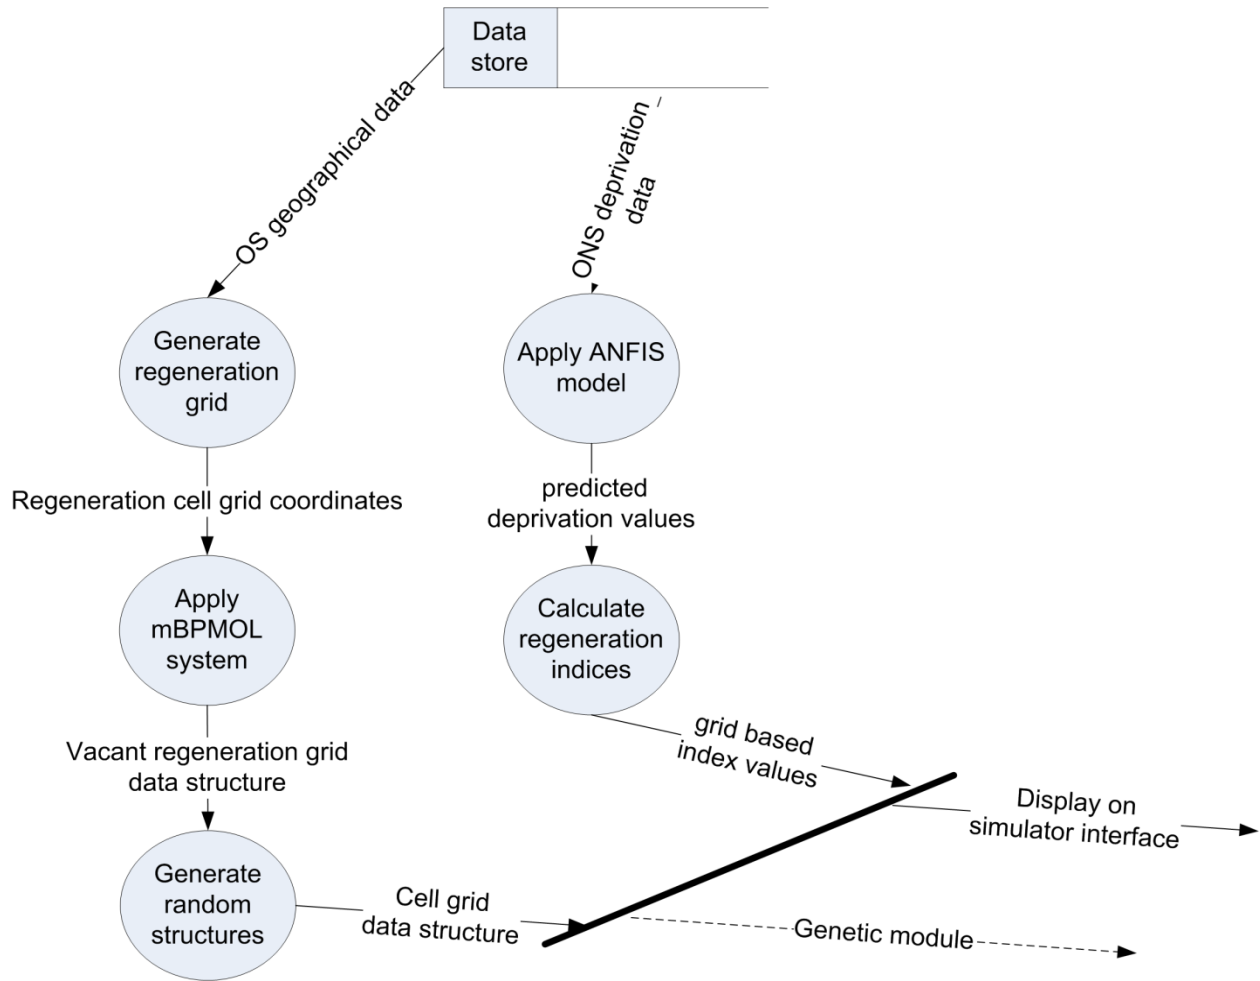 Data
store
OS geographical data
ONS deprivation
data
Generate
regeneration
grid
Apply ANFIS
model
Regeneration cell grid coordinates
predicted
deprivation values
Apply
mBPMOL
system
Calculate
regeneration
indices
Vacant regeneration grid
data structure
grid based
index values
Display on
simulator interface
Generate
random
structures
Cell grid
data structure
Genetic module